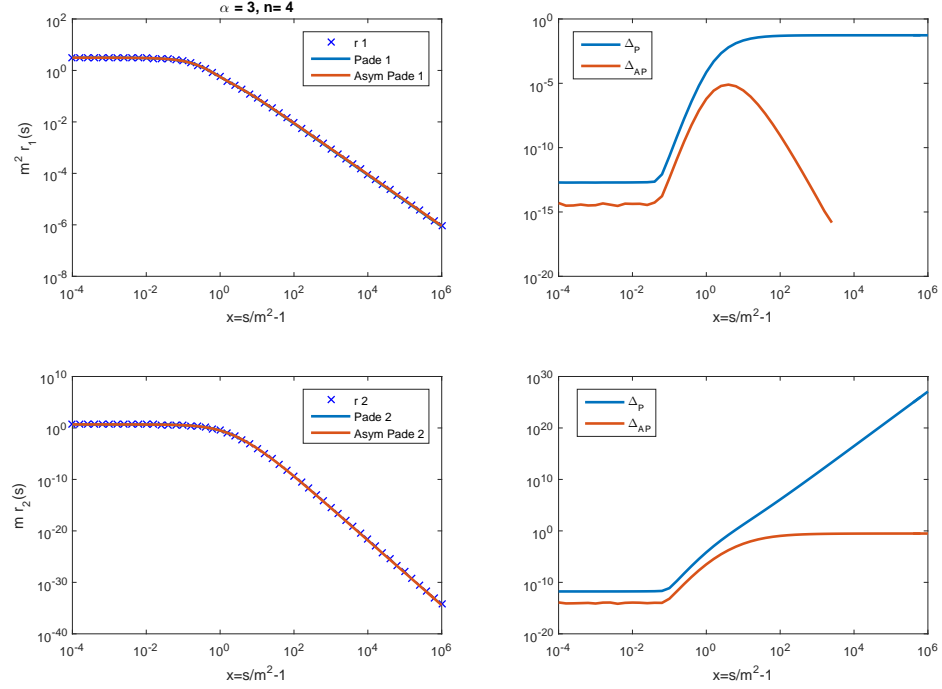 α = 3, n= 4
10^2
10^0
10^-2
10^-4
10^-6
10^-8
m^2 r_1(s)
10^-4
10^-2
10^0
10^2
10^4
10^6
x=s/m^2-1
r 1
Pade 1
Asym Pade 1
10^0
10^-5
10^-10
10^-15
10^-20
10^-4
10^-2
10^0
10^2
10^4
10^6
x=s/m^2-1
Δ_P
Δ_AP
10^10
10^0
10^-10
10^-20
10^-30
10^-40
m r_2(s)
10^-4
10^-2
10^0
10^2
10^4
10^6
x=s/m^2-1
r 2
Pade 2
Asym Pade 2
10^30
10^20
10^10
10^0
10^-10
10^-20
10^-4
10^-2
10^0
10^2
10^4
10^6
x=s/m^2-1
Δ_P
Δ_AP